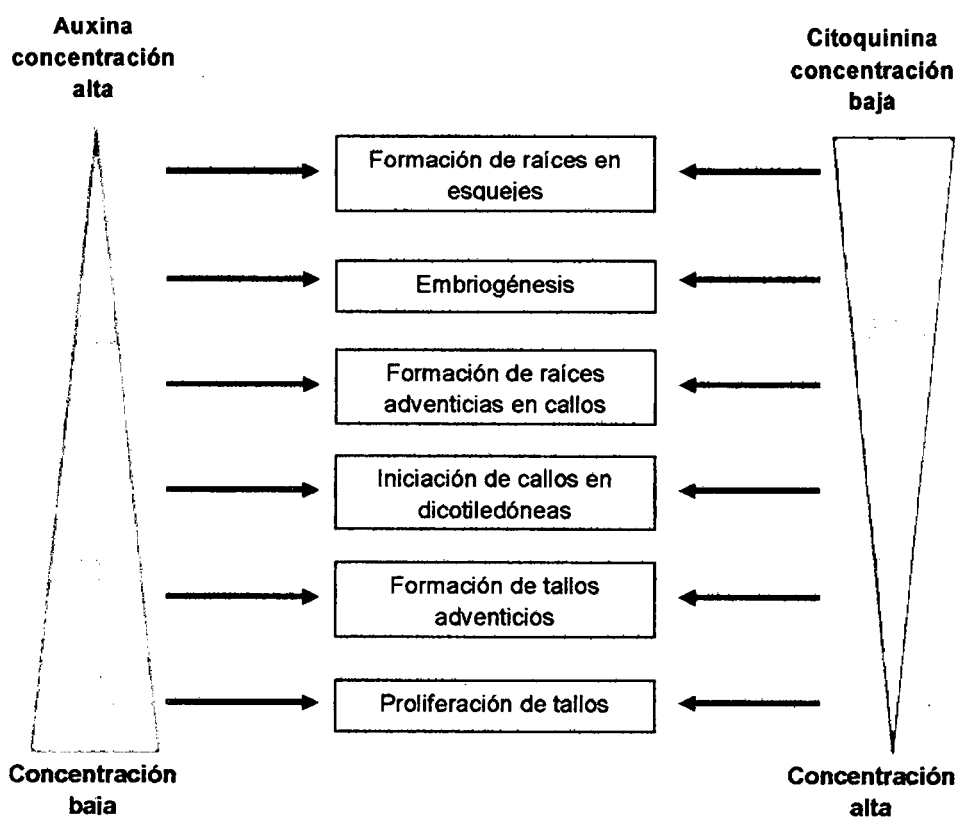 Auxina
concentración
alta
Citoquinina
concentración
baja
Formación de raíces en
esquejes
Embriogénesis
Formación de raíces
adventicias en callos
Iniciación de callos en
dicotiledóneas
Formación de tallos
adventicios
Proliferación de tallos
Concentración
baja
Concentración
alta